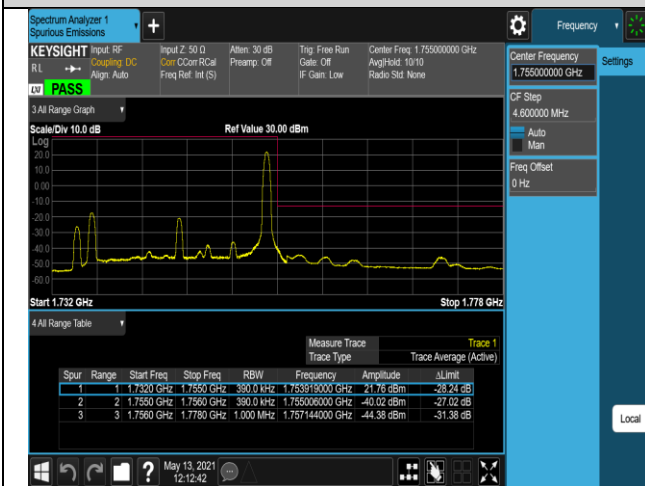 Spectrum Analyzer 1
Spurious Emissions
Frequency
KEYSIGHT
RL
Input: RF
Coupling: DC
Align: Auto
Input Z: 50 Ω
Corr CCorr RCal
Freq Ref: Int (S)
Atten: 30 dB
Preamp: Off
Trig: Free Run
Gate: Off
IF Gain: Low
Center Freq: 1.755000000 GHz
Avg|Hold: 10/10
Radio Std: None
LXI PASS
Center Frequency
1.755000000 GHz
Settings
CF Step
4.600000 MHz
Auto
Man
Freq Offset
0 Hz
3 All Range Graph
Scale/Div 10.0 dB
Ref Value 30.00 dBm
Log
20.0
10.0
0.00
-10.0
-20.0
-30.0
-40.0
-50.0
-60.0
Start 1.732 GHz
Stop 1.778 GHz
4 All Range Table
Measure Trace Trace 1
Trace Type Trace Average (Active)
Spur Range Start Freq Stop Freq RBW Frequency Amplitude ΔLimit
1 1 1.7320 GHz 1.7550 GHz 390.0 kHz 1.753919000 GHz 21.76 dBm -28.24 dB
2 2 1.7550 GHz 1.7560 GHz 390.0 kHz 1.755006000 GHz -40.02 dBm -27.02 dB
3 3 1.7560 GHz 1.7780 GHz 1.000 MHz 1.757144000 GHz -44.38 dBm -31.38 dB
Local
May 13, 2021
12:12:42